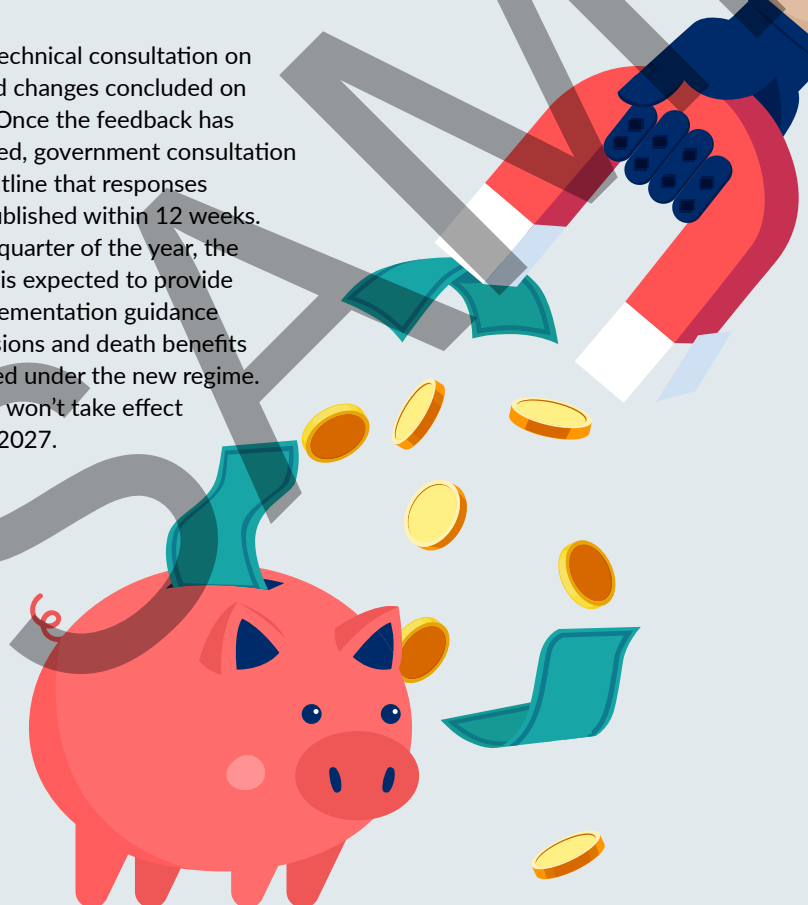 echnical consultation on
d changes concluded on
Once the feedback has
ed, government consultation
tline that responses
ublished within 12 weeks.
quarter of the year, the
is expected to provide
ementation guidance
sions and death benefits
ed under the new regime.
won't take effect
2027.
SAM